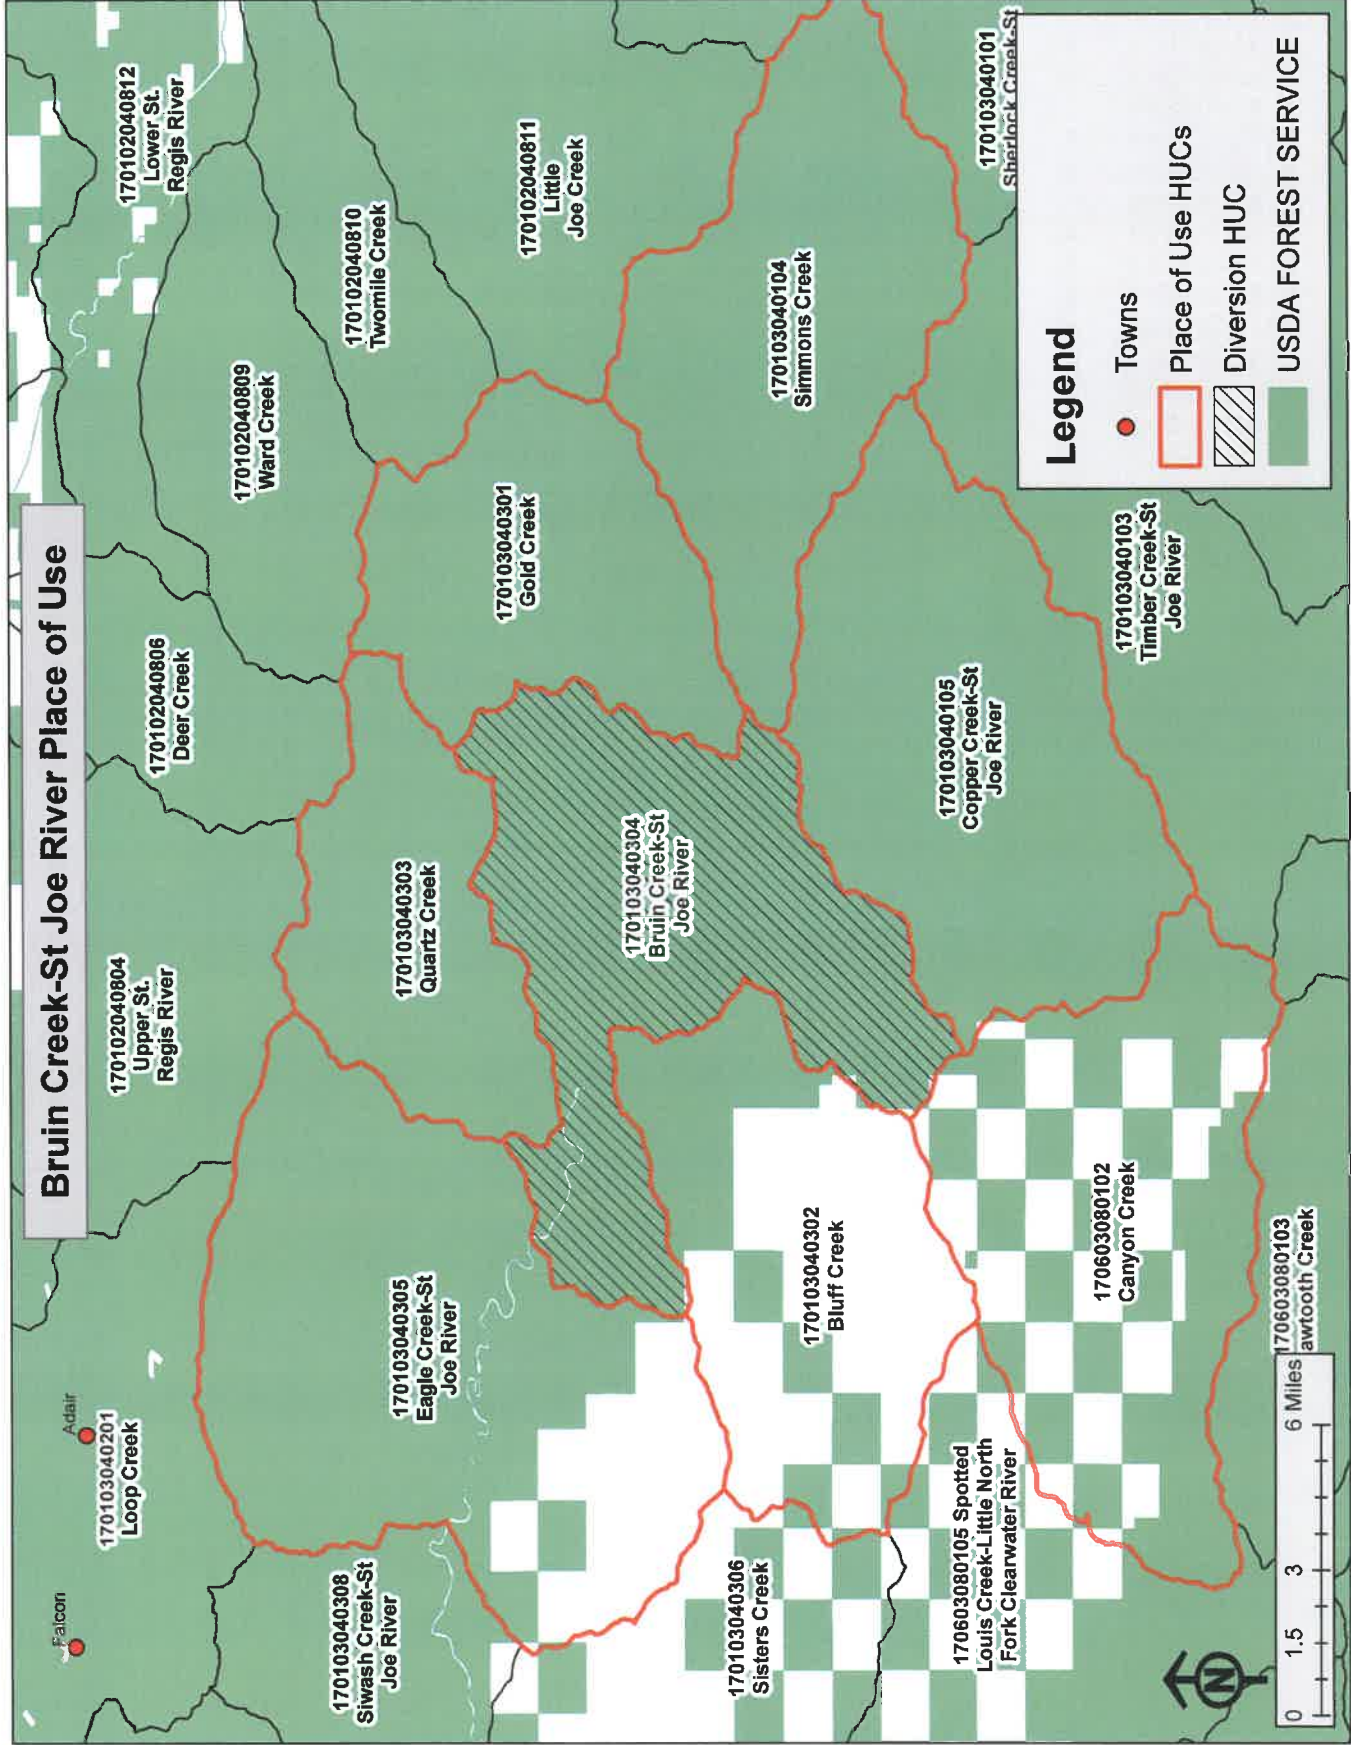 Bruin Creek-St Joe River Place of Use
Falcon
Adair
170103040201
Loop Creek
170102040804
Upper St.
Regis River
170102040806
Deer Creek
170102040809
Ward Creek
170102040812
Lower St.
Regis River
170102040810
Twomile Creek
170102040811
Little
Joe Creek
170103040308
Siwash Creek-St
Joe River
170103040305
Eagle Creek-St
Joe River
170103040303
Quartz Creek
170103040301
Gold Creek
170103040304
Bruin Creek-St
Joe River
170103040104
Simmons Creek
170103040306
Sisters Creek
170103040302
Bluff Creek
170103040105
Copper Creek-St
Joe River
170103040101
Sherlock Creek-St
170603080105 Spotted
Louis Creek-Little North
Fork Clearwater River
170603080102
Canyon Creek
170103040103
Timber Creek-St
Joe River
170603080103
awtooth Creek
N
0 1.5 3 6 Miles
Legend
Towns
Place of Use HUCs
Diversion HUC
USDA FOREST SERVICE